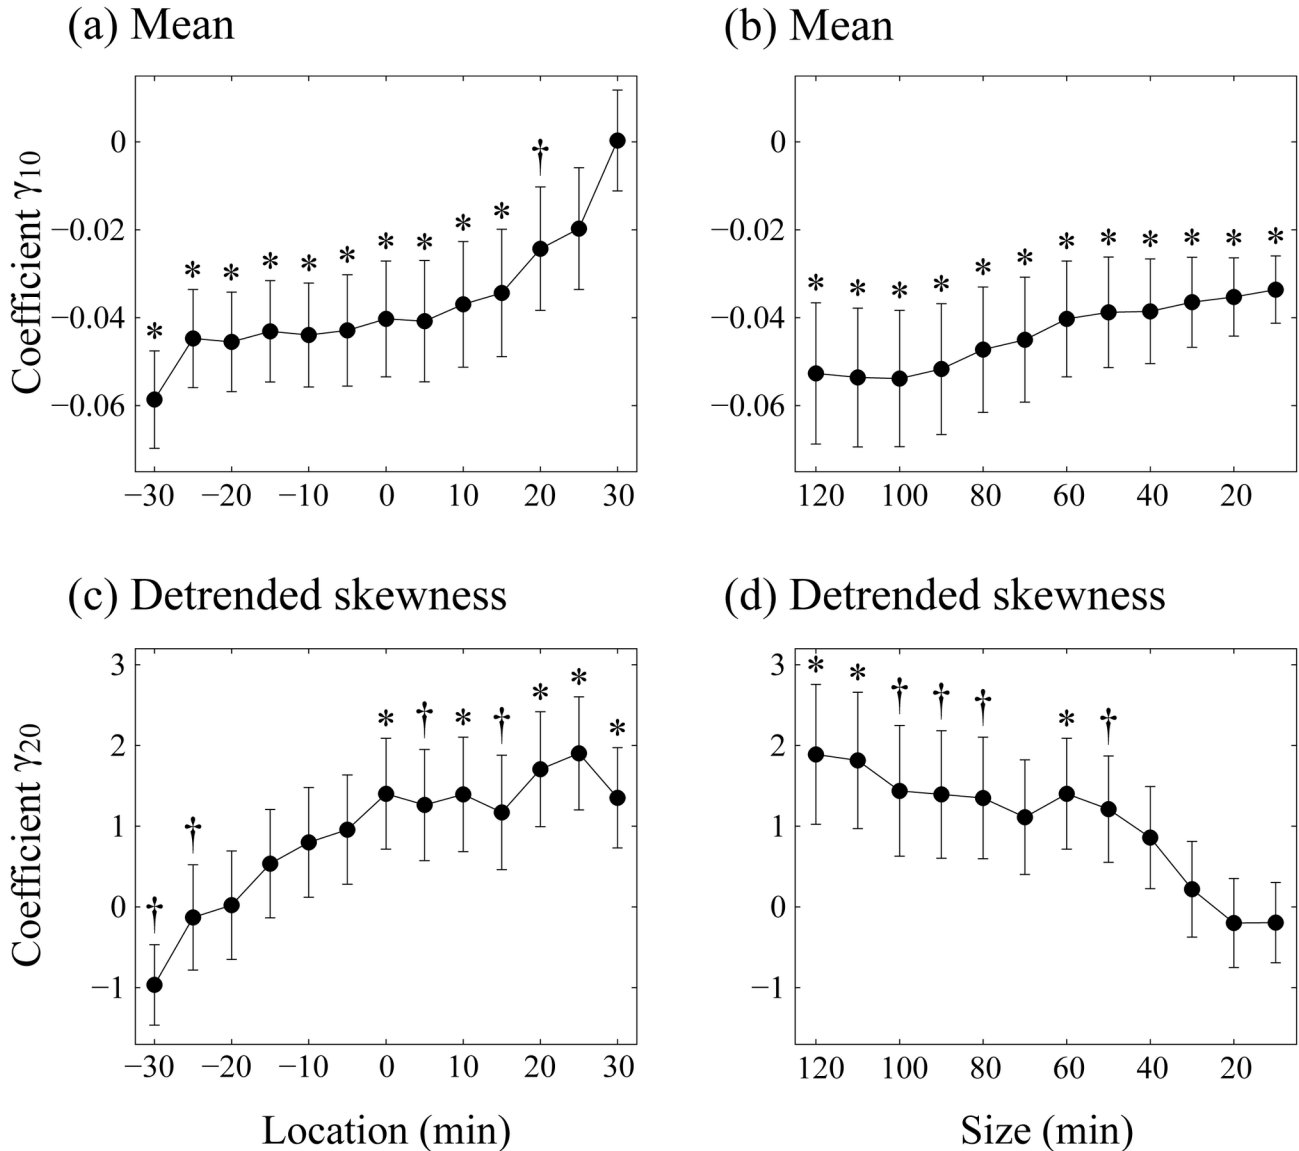 (a) Mean
(b) Mean
Coefficient γ10
0
−0.02
−0.04
−0.06
* * * * * * * * * * †
−30 −20 −10 0 10 20 30
0
−0.02
−0.04
−0.06
* * * * * * * * * * * *
120 100 80 60 40 20
(c) Detrended skewness
(d) Detrended skewness
Coefficient γ20
3
2
1
0
−1
† † * † * † * * *
−30 −20 −10 0 10 20 30
Location (min)
3
2
1
0
−1
* * † † † * †
120 100 80 60 40 20
Size (min)